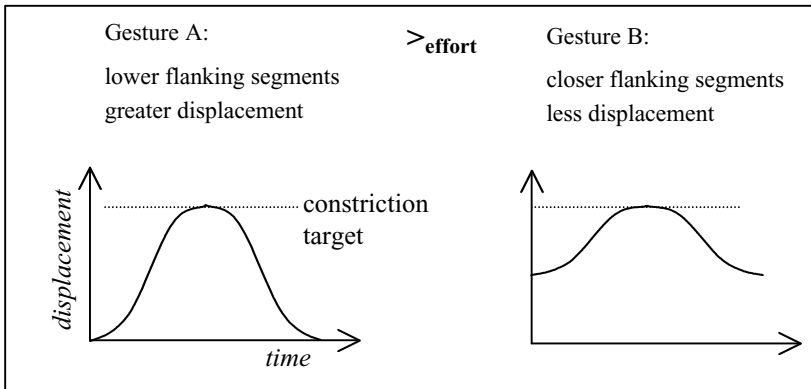 Gesture A:
>effort
Gesture B:
lower flanking segments
greater displacement
closer flanking segments
less displacement
displacement
constriction
target
time